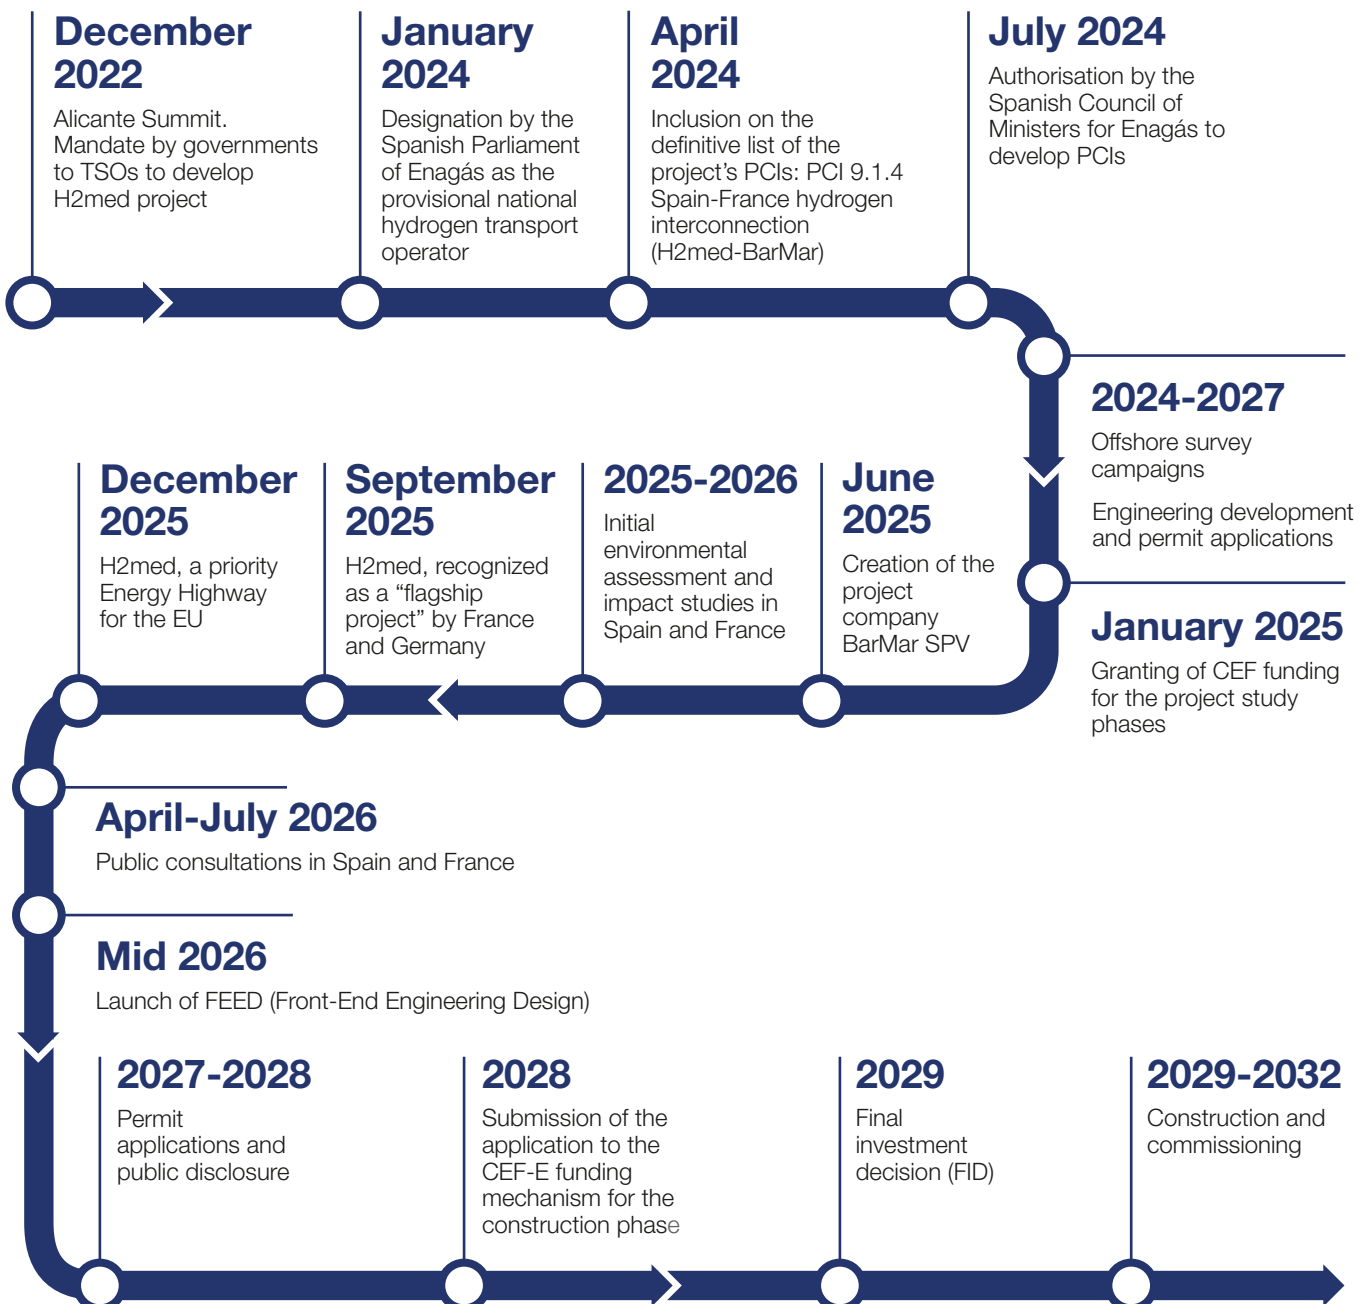 December
2022
Alicante Summit.
Mandate by governments
to TSOs to develop
H2med project
January
2024
Designation by the
Spanish Parliament
of Enagás as the
provisional national
hydrogen transport
operator
April
2024
Inclusion on the
definitive list of the
project's PCIs: PCI 9.1.4
Spain-France hydrogen
interconnection
(H2med-BarMar)
July 2024
Authorisation by the
Spanish Council of
Ministers for Enagás to
develop PCIs
2024-2027
Offshore survey
campaigns
Engineering development
and permit applications
January 2025
Granting of CEF funding
for the project study
phases
June
2025
Creation of the
project
company
BarMar SPV
2025-2026
Initial
environmental
assessment and
impact studies in
Spain and France
September
2025
H2med, recognized
as a “flagship
project” by France
and Germany
December
2025
H2med, a priority
Energy Highway
for the EU
April-July 2026
Public consultations in Spain and France
Mid 2026
Launch of FEED (Front-End Engineering Design)
2027-2028
Permit
applications and
public disclosure
2028
Submission of the
application to the
CEF-E funding
mechanism for the
construction phase
2029
Final
investment
decision (FID)
2029-2032
Construction and
commissioning